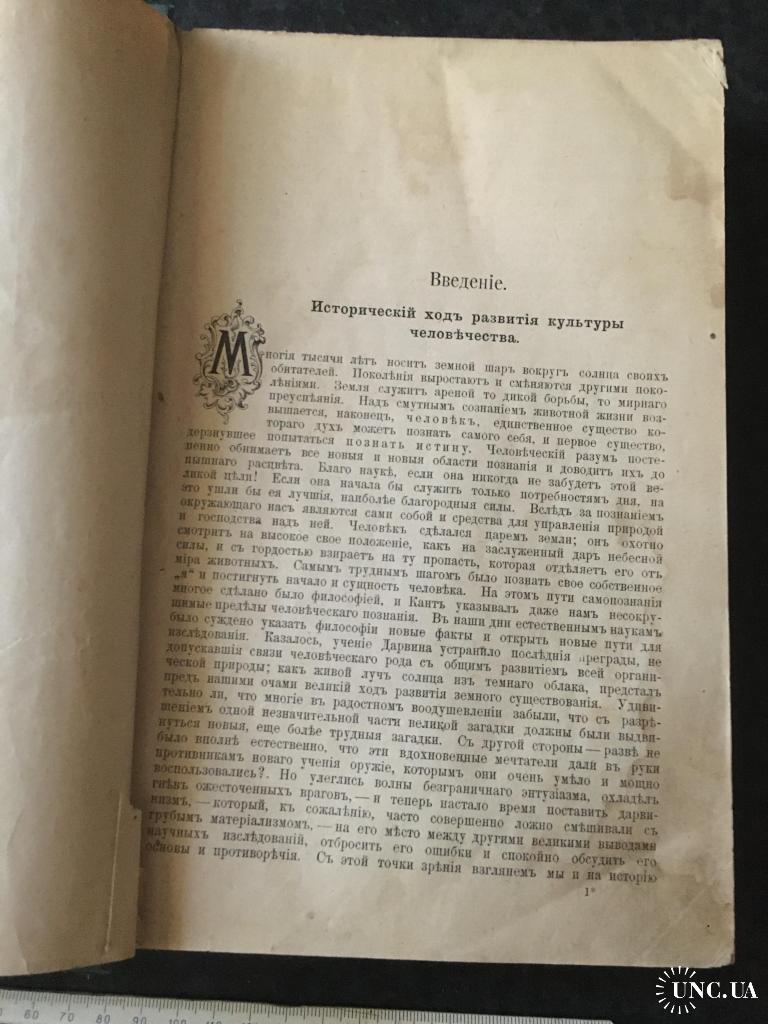 Введеніе.
Историческій ходъ развитія культуры
человѣчества.
Многія тысячи лѣтъ носитъ земной шаръ вокругъ солнца своихъ
обитателей. Поколѣнія выростаютъ и смѣняются другими поко-
лѣніями. Земля служитъ ареной то дикой борьбы, то мирнаго
преуспѣянія. Надъ смутнымъ сознаніемъ животной жизни воз-
вышается, наконецъ, человѣкъ, единственное существо ко-
тораго духъ можетъ познать самого себя, и первое существо,
дерзнувшее попытаться познать истину. Человѣческій разумъ посте-
пенно обнимаетъ все новыя и новыя области познанія и доводитъ ихъ до
пышнаго расцвѣта. Благо наукѣ, если она никогда не забудетъ этой ве-
ликой цѣли! Если она начала бы служить только потребностямъ дня, на
это ушли бы ея лучшія, наиболѣе благородныя силы. Вслѣдъ за познаніемъ
окружающаго насъ являются сами собой и средства для управленія природой
и господства надъ ней. Человѣкъ сдѣлался царемъ земли; онъ охотно
смотритъ на высокое свое положеніе, какъ на заслуженный даръ небесной
силы, и съ гордостью взираетъ на ту пропасть, которая отдѣляетъ его отъ
міра животныхъ. Самымъ труднымъ шагомъ было познать свое собственное
„я“ и постигнуть начало и сущность человѣка. На этомъ пути самопознанія
многое сдѣлано было философіей, и Кантъ указывалъ даже намъ несокру-
шимые предѣлы человѣческаго познанія. Въ наши дни естественнымъ наукамъ
было суждено указать философіи новые факты и открыть новые пути для
изслѣдованія. Казалось, ученіе Дарвина устранило послѣднія преграды, не
допускавшія связи человѣческаго рода съ общимъ развитіемъ всей органи-
ческой природы; какъ живой лучъ солнца изъ темнаго облака, предсталъ
предъ нашими очами великій ходъ развитія земного существованія. Удиви-
тельно ли, что многіе въ радостномъ воодушевленіи забыли, что съ разрѣ-
шеніемъ одной незначительной части великой загадки должны были выдви-
нуться новыя, еще болѣе трудныя загадки. Съ другой стороны — развѣ не
было вполнѣ естественно, что эти вдохновенные мечтатели дали въ руки
противникамъ новаго ученія оружіе, которымъ они очень умѣло и мощно
воспользовались?. Но улеглись волны безграничнаго энтузіазма, охладѣлъ
гнѣвъ ожесточенныхъ враговъ, — и теперь настало время поставить дарви-
низмъ, — который, къ сожалѣнію, часто совершенно ложно смѣшивали съ
грубымъ матеріализмомъ, — на его мѣсто между другими великими выводами
научныхъ изслѣдованій, отбросить его ошибки и спокойно обсудить его
основы и противорѣчія. Съ этой точки зрѣнія взглянемъ мы и на исторію
1*
60 70 80 90
UNC.UA